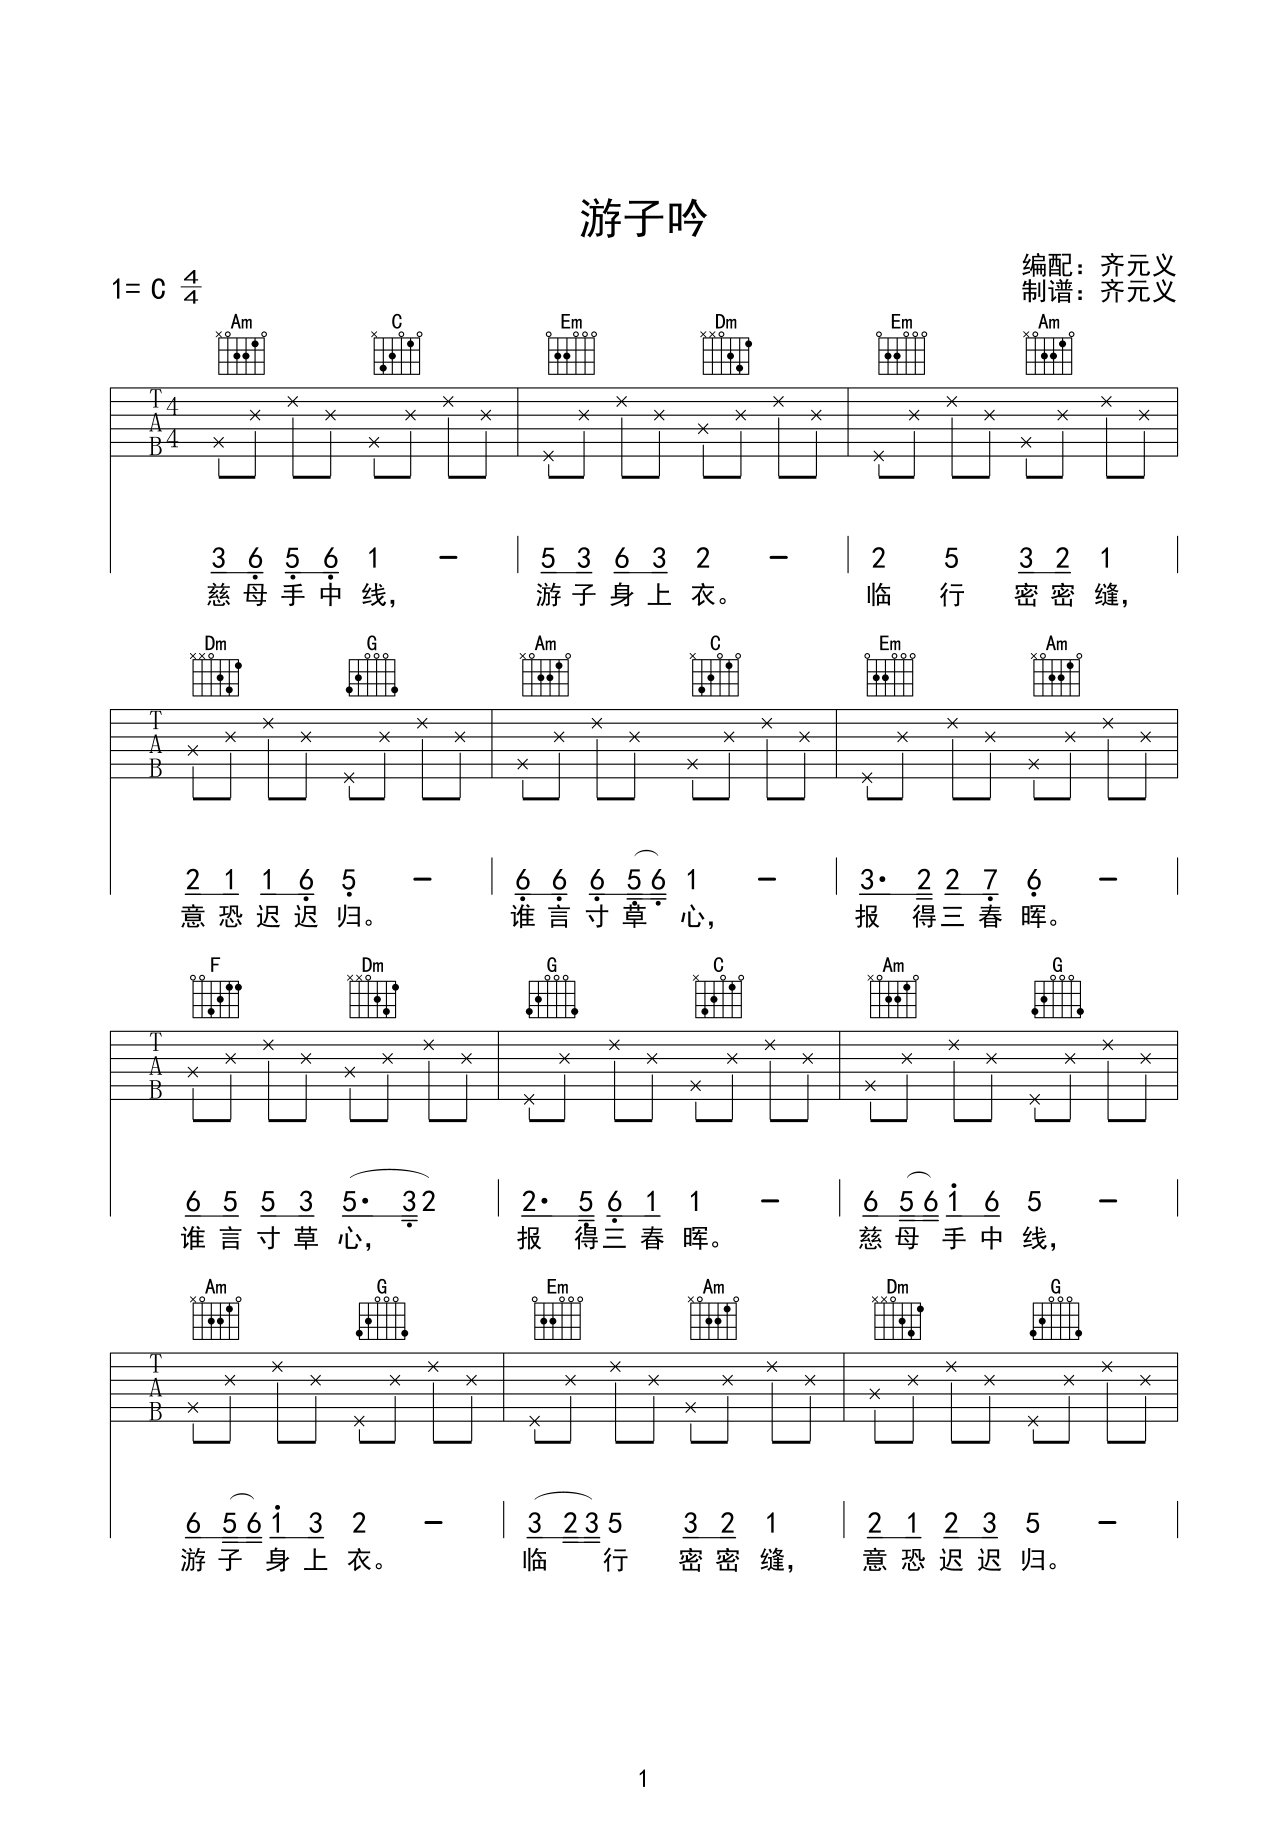 游子吟
编配：齐元义
1= C 4/4
制谱：齐元义
Am C Em Dm Em Am
T A B 4 4
3 6̣ 5̣ 6̣ 1 － | 5 3 6 3 2 － | 2 5 3 2 1 |
慈母手中线， 游子身上衣。 临行密密缝，
Dm G Am C Em Am
T A B
2 1 1 6̣ 5̣ － | 6̣ 6̣ 6̣ 5̣ 6̣ 1 － | 3· 2 2 7̣ 6̣ － |
意恐迟迟归。 谁言寸草心， 报得三春晖。
F Dm G C Am G
T A B
6 5 5 3 5· 3̣ 2 | 2· 5̣ 6̣ 1 1 － | 6 5 6 1̇ 6 5 － |
谁言寸草心， 报得三春晖。 慈母手中线，
Am G Em Am Dm G
T A B
6 5 6 1̇ 3 2 － | 3 2 3 5 3 2 1 | 2 1 2 3 5 － |
游子身上衣。 临行密密缝， 意恐迟迟归。
1